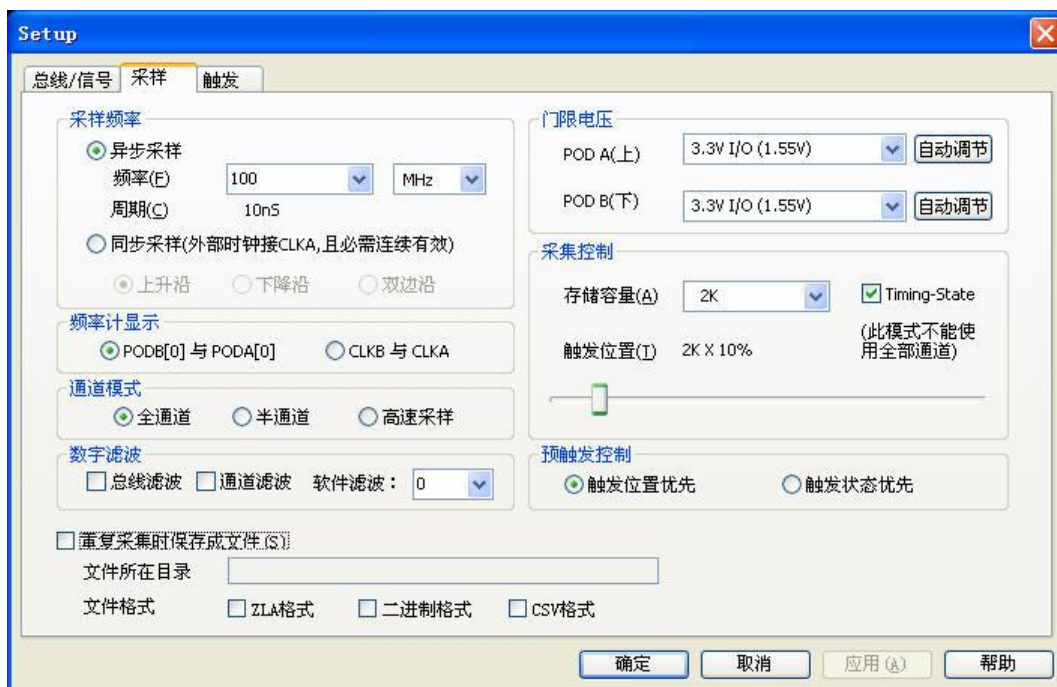 Setup
总线/信号 采样 触发
采样频率
异步采样
频率(F) 100 MHz
周期(C) 10nS
同步采样(外部时钟接CLKA,且必需连续有效)
上升沿 下降沿 双边沿
频率计显示
PODB[0] 与 PODA[0] CLKB 与 CLKA
通道模式
全通道 半通道 高速采样
数字滤波
总线滤波 通道滤波 软件滤波： 0
门限电压
POD A(上) 3.3V I/O (1.55V) 自动调节
POD B(下) 3.3V I/O (1.55V) 自动调节
采集控制
存储容量(A) 2K Timing-State
(此模式不能使
用全部通道)
触发位置(T) 2K X 10%
预触发控制
触发位置优先 触发状态优先
重复采集时保存成文件(S)
文件所在目录
文件格式 ZLA格式 二进制格式 CSV格式
确定 取消 应用(A) 帮助